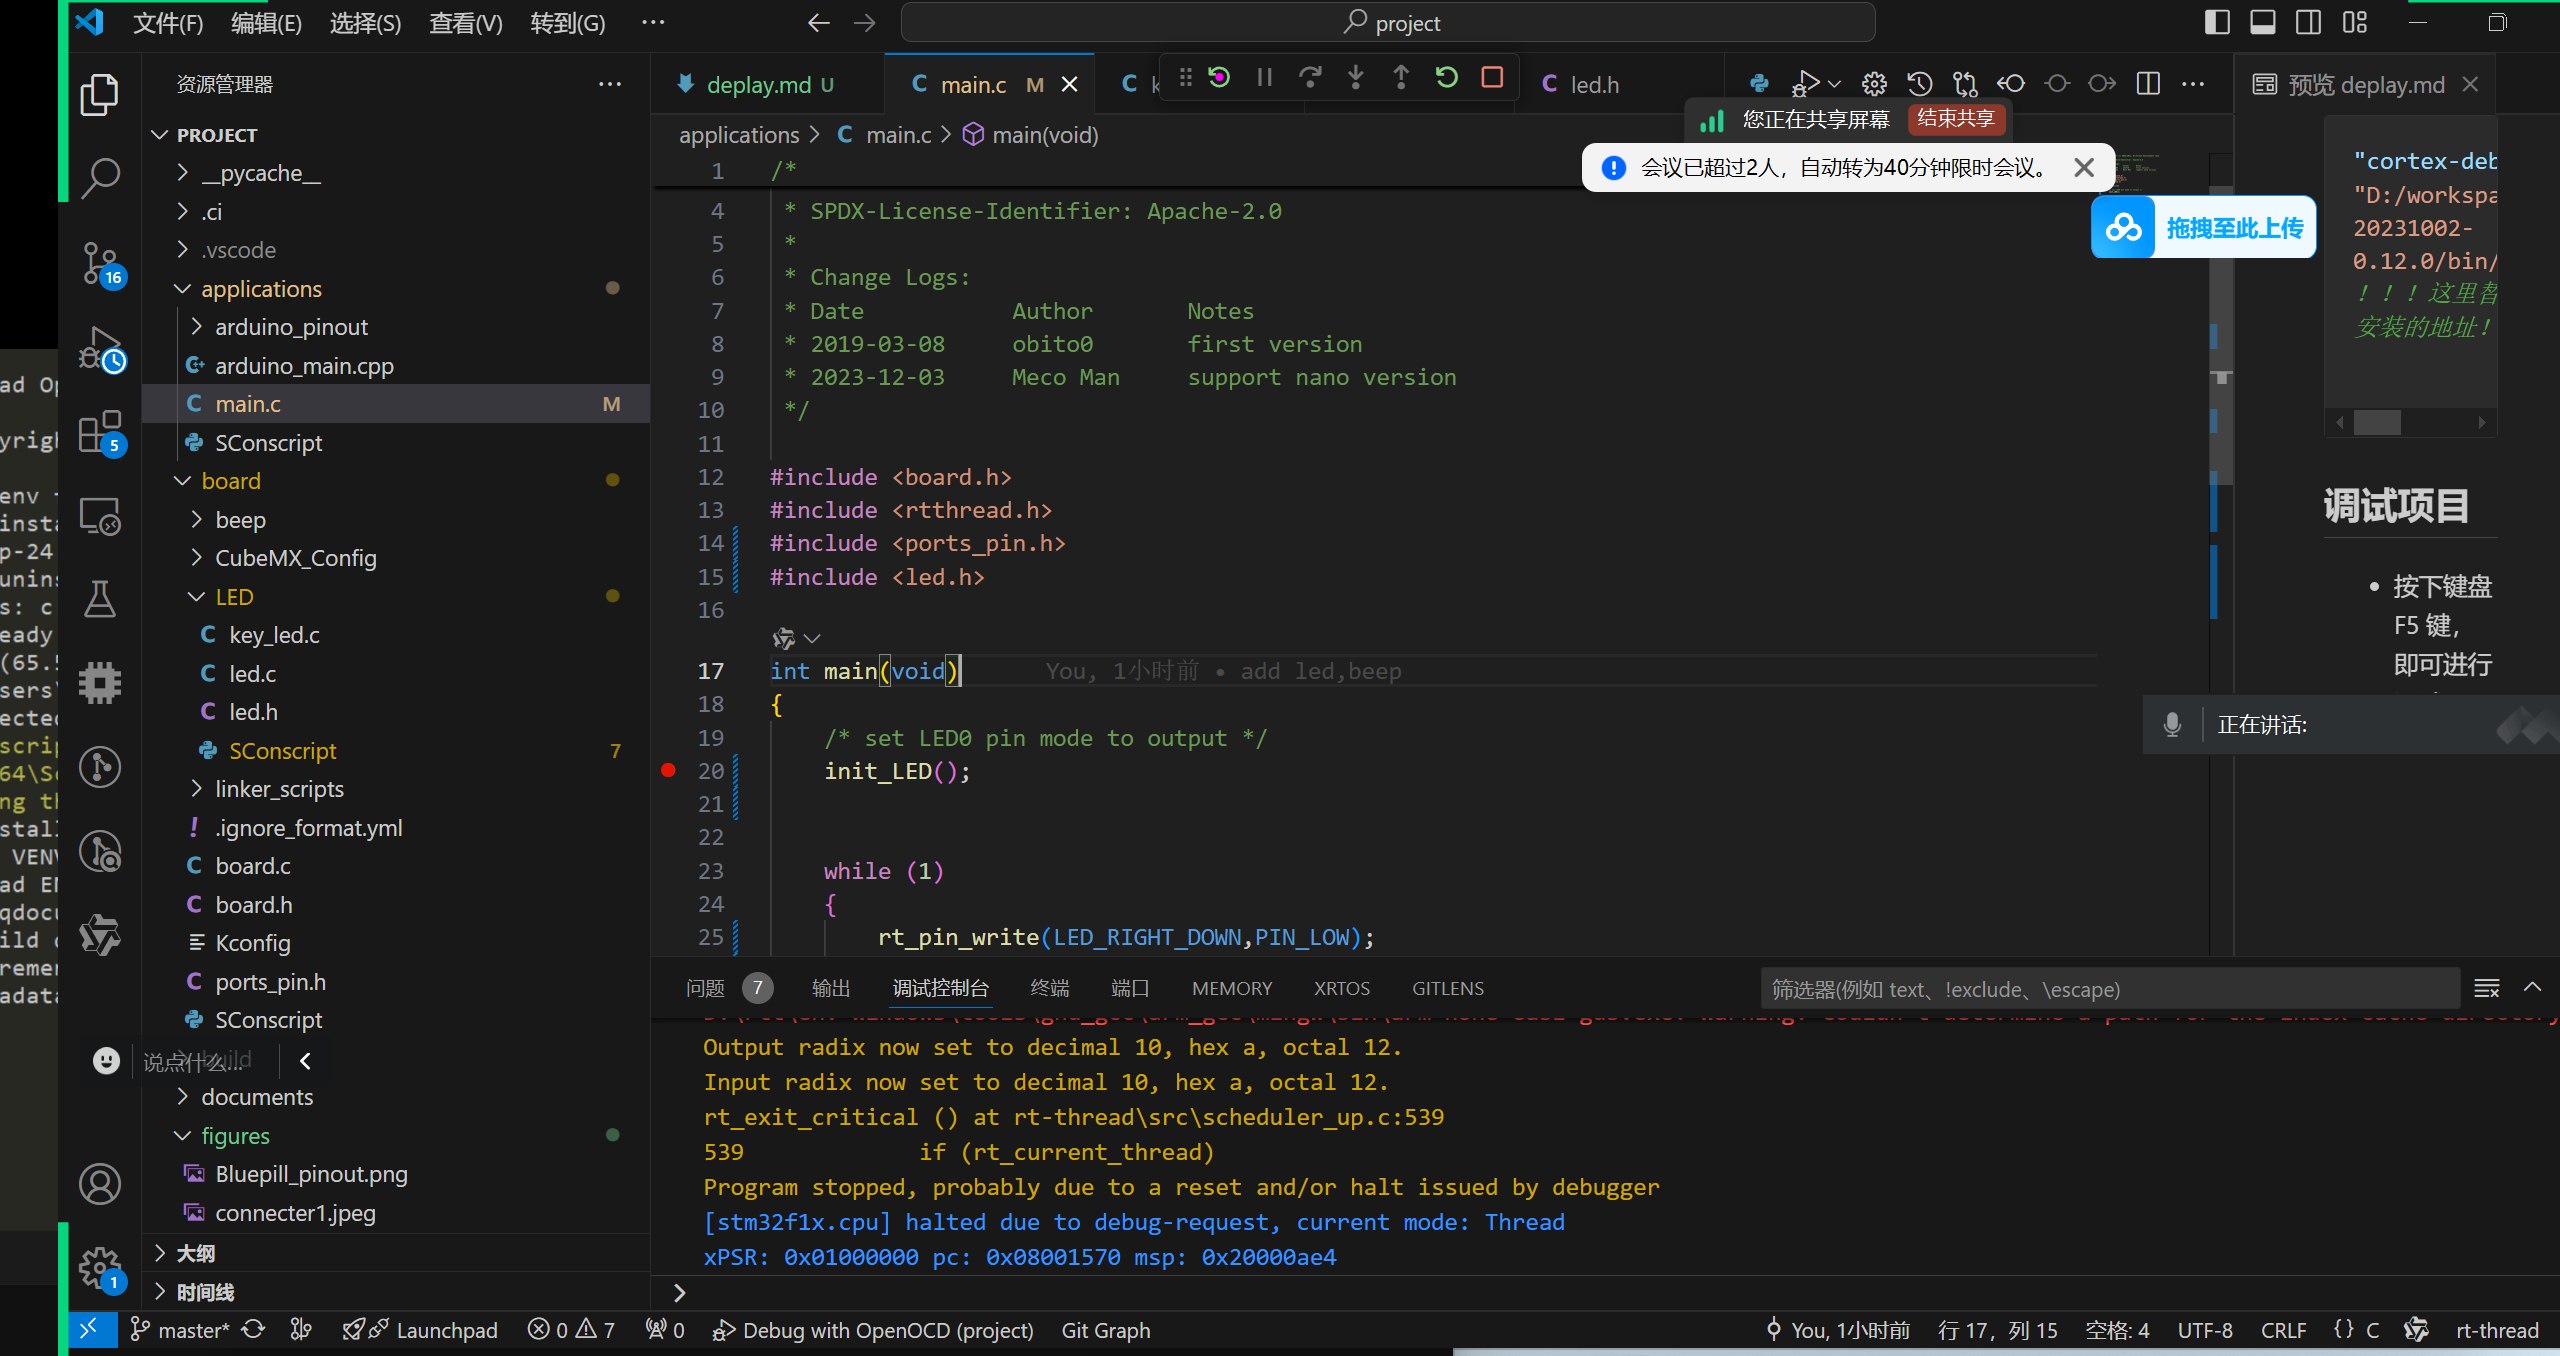 文件(F) 编辑(E) 选择(S) 查看(V) 转到(G) ··· project
资源管理器 ···
PROJECT
__pycache__
.ci
.vscode
applications
arduino_pinout
arduino_main.cpp
main.c M
SConscript
board
beep
CubeMX_Config
LED
key_led.c
led.c
led.h
SConscript 7
linker_scripts
.ignore_format.yml
board.c
board.h
Kconfig
ports_pin.h
SConscript
build
说点什么...
documents
figures
Bluepill_pinout.png
connecter1.jpeg
大纲
时间线
16
5
1
deplay.md U
main.c M
led.h
预览 deplay.md
applications > C main.c > main(void)
您正在共享屏幕 结束共享
会议已超过2人，自动转为40分钟限时会议。
拖拽至此上传
1 /*
4 * SPDX-License-Identifier: Apache-2.0
5 *
6 * Change Logs:
7 * Date Author Notes
8 * 2019-03-08 obito0 first version
9 * 2023-12-03 Meco Man support nano version
10 */
11
12 #include <board.h>
13 #include <rtthread.h>
14 #include <ports_pin.h>
15 #include <led.h>
16
17 int main(void) You, 1小时前 • add led,beep
18 {
19 /* set LED0 pin mode to output */
20 init_LED();
21
22
23 while (1)
24 {
25 rt_pin_write(LED_RIGHT_DOWN,PIN_LOW);
"cortex-deb
"D:/workspa
20231002-
0.12.0/bin/
！！！这里替
安装的地址！
调试项目
• 按下键盘
F5 键，
即可进行
正在讲话:
问题 7 输出 调试控制台 终端 端口 MEMORY XRTOS GITLENS
筛选器(例如 text、!exclude、\escape)
Output radix now set to decimal 10, hex a, octal 12.
Input radix now set to decimal 10, hex a, octal 12.
rt_exit_critical () at rt-thread\src\scheduler_up.c:539
539 if (rt_current_thread)
Program stopped, probably due to a reset and/or halt issued by debugger
[stm32f1x.cpu] halted due to debug-request, current mode: Thread
xPSR: 0x01000000 pc: 0x08001570 msp: 0x20000ae4
master* Launchpad 0 7 0 Debug with OpenOCD (project) Git Graph You, 1小时前 行 17，列 15 空格: 4 UTF-8 CRLF {} C rt-thread